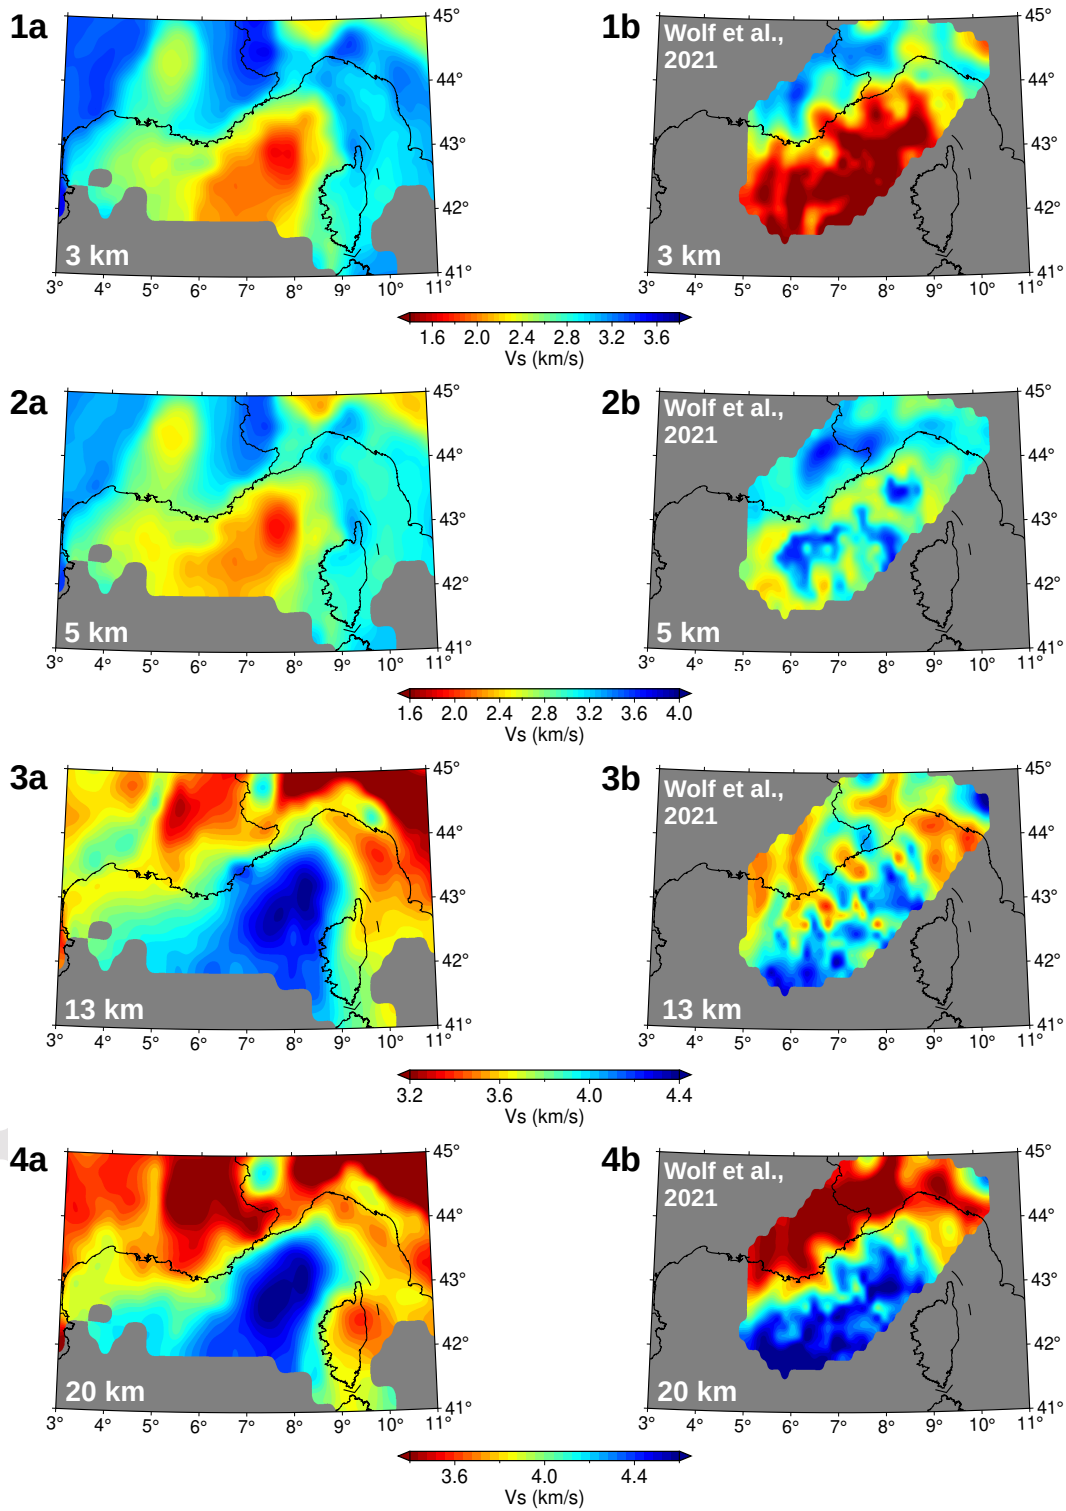 1a
1b
Wolf et al.,
2021
45°
44°
43°
42°
41°
45°
44°
43°
42°
41°
3 km
3 km
3° 4° 5° 6° 7° 8° 9° 10° 11°
3° 4° 5° 6° 7° 8° 9° 10° 11°
1.6 2.0 2.4 2.8 3.2 3.6
Vs (km/s)
2a
2b
Wolf et al.,
2021
45°
44°
43°
42°
41°
45°
44°
43°
42°
41°
5 km
5 km
3° 4° 5° 6° 7° 8° 9° 10° 11°
3° 4° 5° 6° 7° 8° 9° 10° 11°
1.6 2.0 2.4 2.8 3.2 3.6 4.0
Vs (km/s)
3a
3b
Wolf et al.,
2021
45°
44°
43°
42°
41°
45°
44°
43°
42°
41°
13 km
13 km
3° 4° 5° 6° 7° 8° 9° 10° 11°
3° 4° 5° 6° 7° 8° 9° 10° 11°
3.2 3.6 4.0 4.4
Vs (km/s)
4a
4b
Wolf et al.,
2021
45°
44°
43°
42°
41°
45°
44°
43°
42°
41°
20 km
20 km
3° 4° 5° 6° 7° 8° 9° 10° 11°
3° 4° 5° 6° 7° 8° 9° 10° 11°
3.6 4.0 4.4
Vs (km/s)